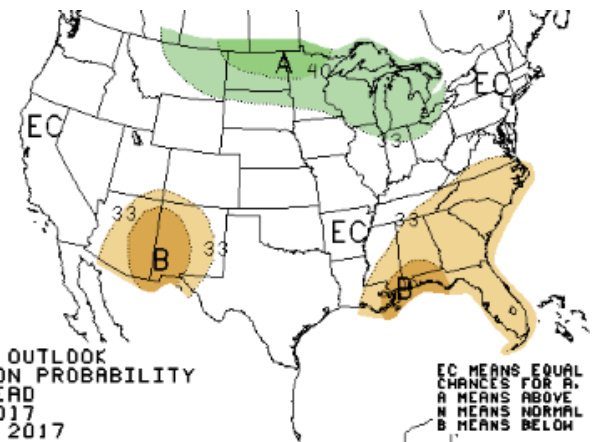 A
40
EC
EC
33
33
33
EC
33
B
B
OUTLOOK
ON PROBABILITY
EAD
017
2017
EC MEANS EQUAL
CHANCES FOR A,
A MEANS ABOVE
N MEANS NORMAL
B MEANS BELOW